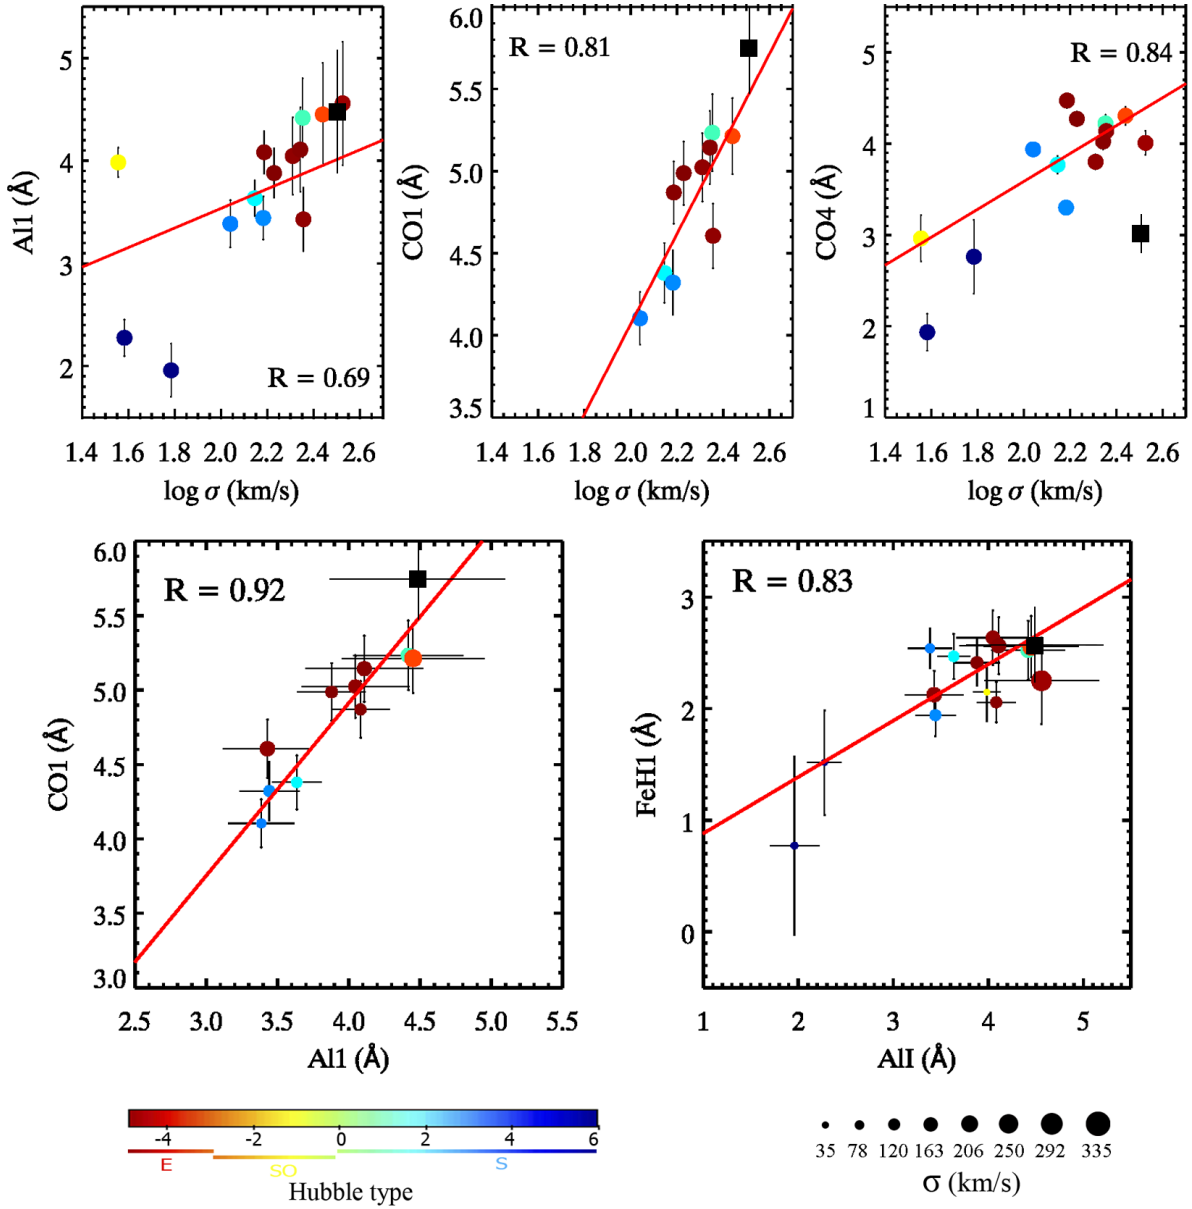 R = 0.69
Al1 (Å)
5
4
3
2
1.4 1.6 1.8 2.0 2.2 2.4 2.6
log σ (km/s)
R = 0.81
CO1 (Å)
6.0
5.5
5.0
4.5
4.0
3.5
1.4 1.6 1.8 2.0 2.2 2.4 2.6
log σ (km/s)
R = 0.84
CO4 (Å)
5
4
3
2
1
1.4 1.6 1.8 2.0 2.2 2.4 2.6
log σ (km/s)
R = 0.92
CO1 (Å)
6.0
5.5
5.0
4.5
4.0
3.5
3.0
2.5 3.0 3.5 4.0 4.5 5.0 5.5
Al1 (Å)
R = 0.83
FeH1 (Å)
3
2
1
0
1 2 3 4 5
AlI (Å)
-4 -2 0 2 4 6
E SO S
Hubble type
35 78 120 163 206 250 292 335
σ (km/s)